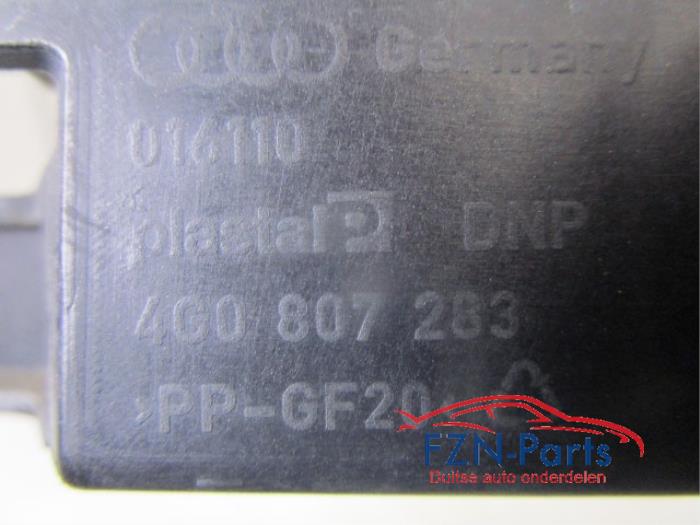 Germany
016110
plastal P DNP
4G0 807 283
>PP-GF20<
FZN-Parts
Duitse auto onderdelen